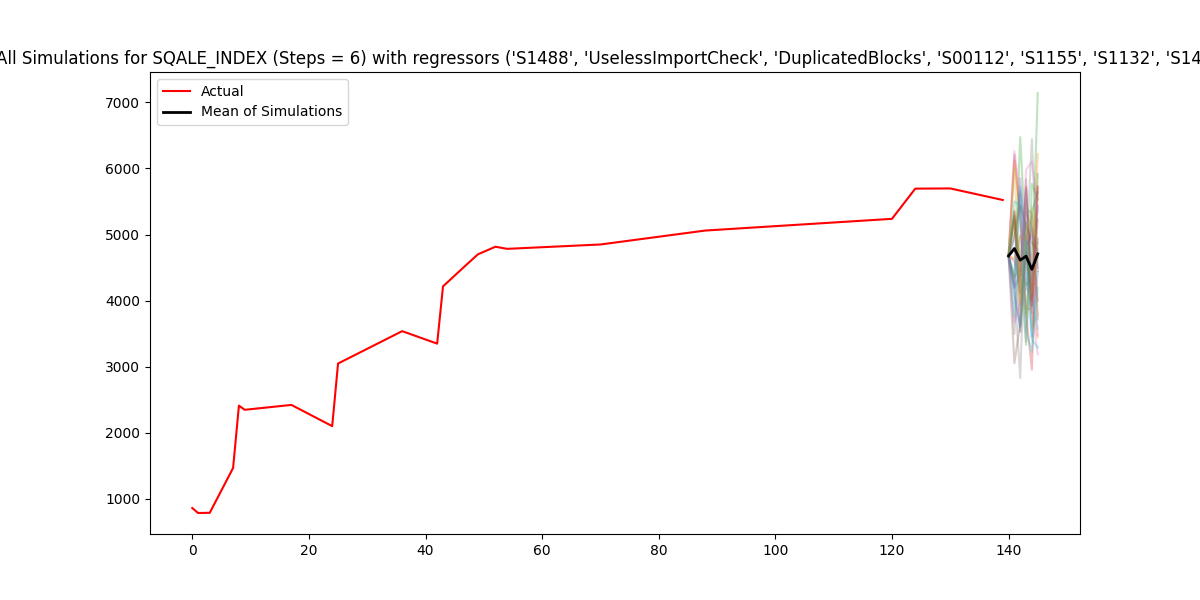 All Simulations for SQALE_INDEX (Steps = 6) with regressors ('S1488', 'UselessImportCheck', 'DuplicatedBlocks', 'S00112', 'S1155', 'S1132', 'S14
Actual
Mean of Simulations
7000
6000
5000
4000
3000
2000
1000
0 20 40 60 80 100 120 140